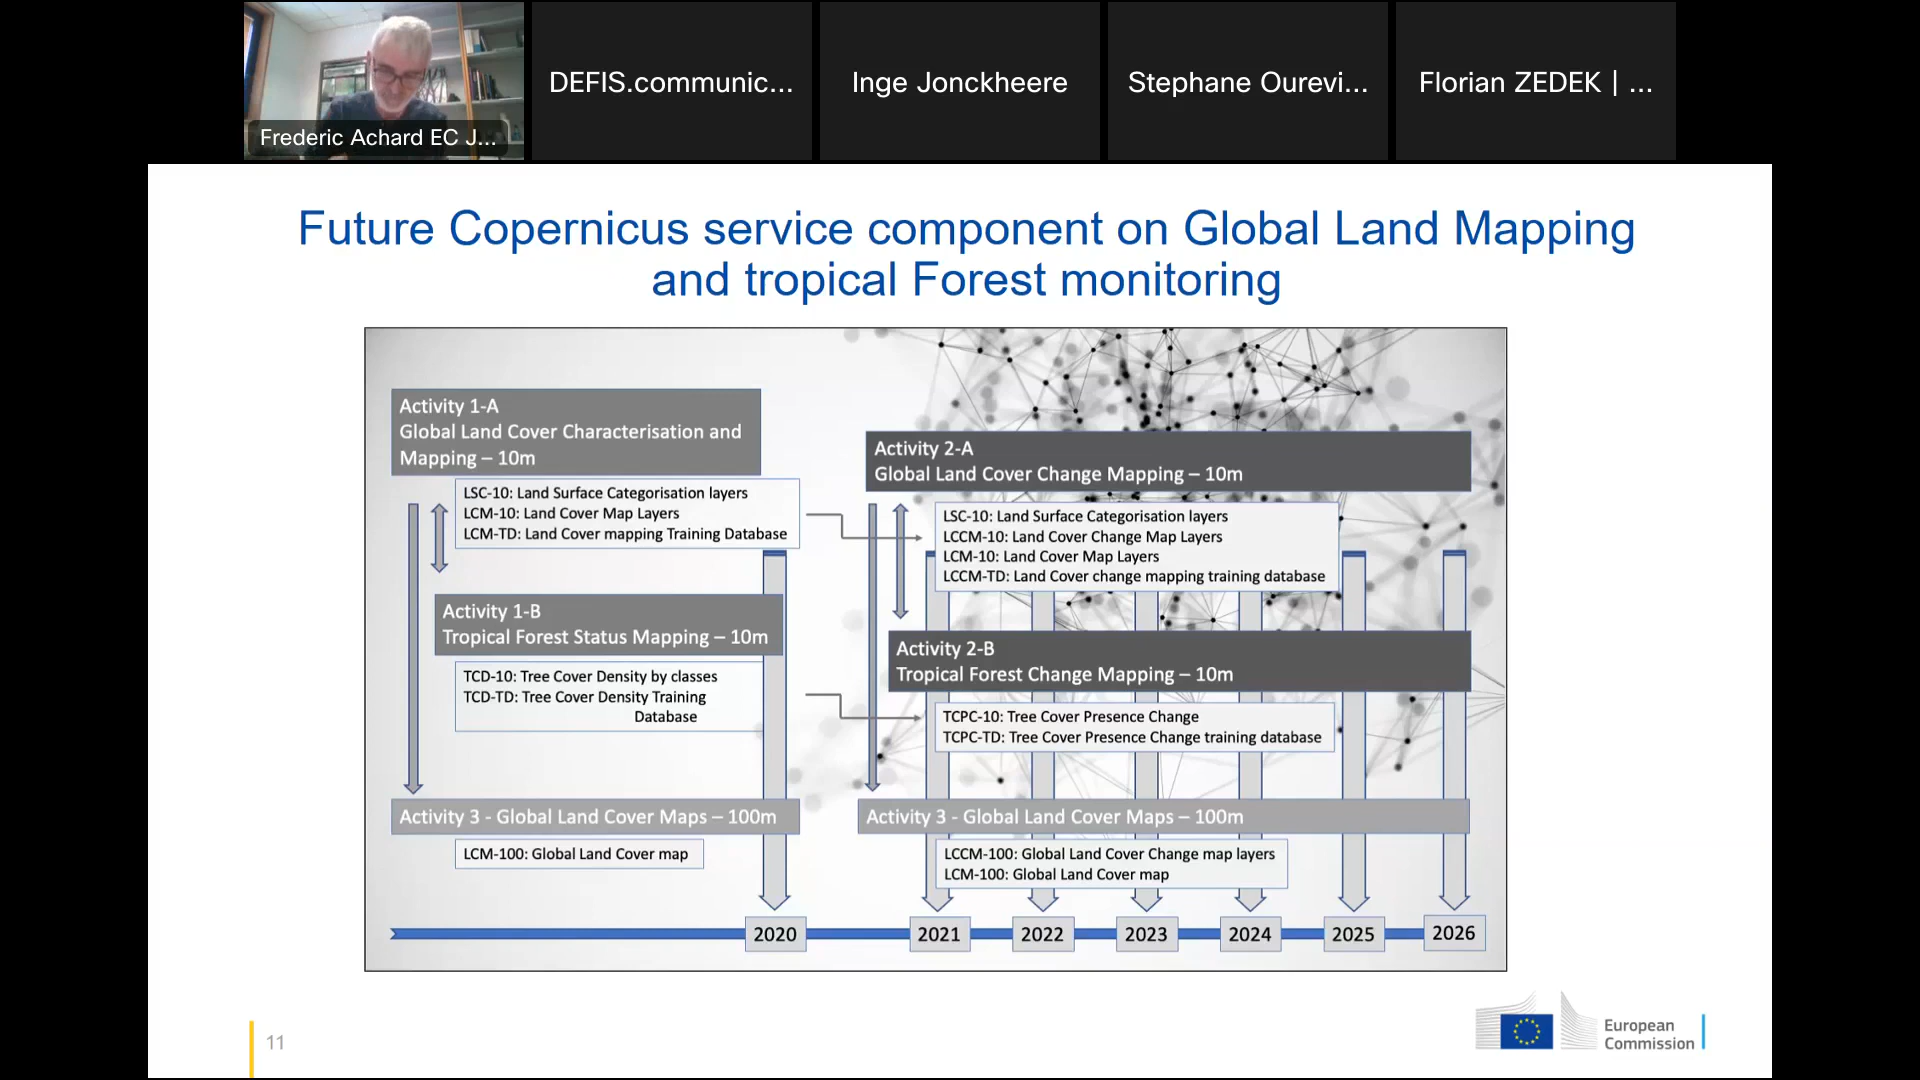 Frederic Achard EC J...
DEFIS.communic...
Inge Jonckheere
Stephane Ourevi...
Florian ZEDEK | ...
Future Copernicus service component on Global Land Mapping
and tropical Forest monitoring
Activity 1-A
Global Land Cover Characterisation and
Mapping – 10m
LSC-10: Land Surface Categorisation layers
LCM-10: Land Cover Map Layers
LCM-TD: Land Cover mapping Training Database
Activity 1-B
Tropical Forest Status Mapping – 10m
TCD-10: Tree Cover Density by classes
TCD-TD: Tree Cover Density Training
Database
Activity 3 - Global Land Cover Maps – 100m
LCM-100: Global Land Cover map
Activity 2-A
Global Land Cover Change Mapping – 10m
LSC-10: Land Surface Categorisation layers
LCCM-10: Land Cover Change Map Layers
LCM-10: Land Cover Map Layers
LCCM-TD: Land Cover change mapping training database
Activity 2-B
Tropical Forest Change Mapping – 10m
TCPC-10: Tree Cover Presence Change
TCPC-TD: Tree Cover Presence Change training database
Activity 3 - Global Land Cover Maps – 100m
LCCM-100: Global Land Cover Change map layers
LCM-100: Global Land Cover map
2020 2021 2022 2023 2024 2025 2026
11
European
Commission